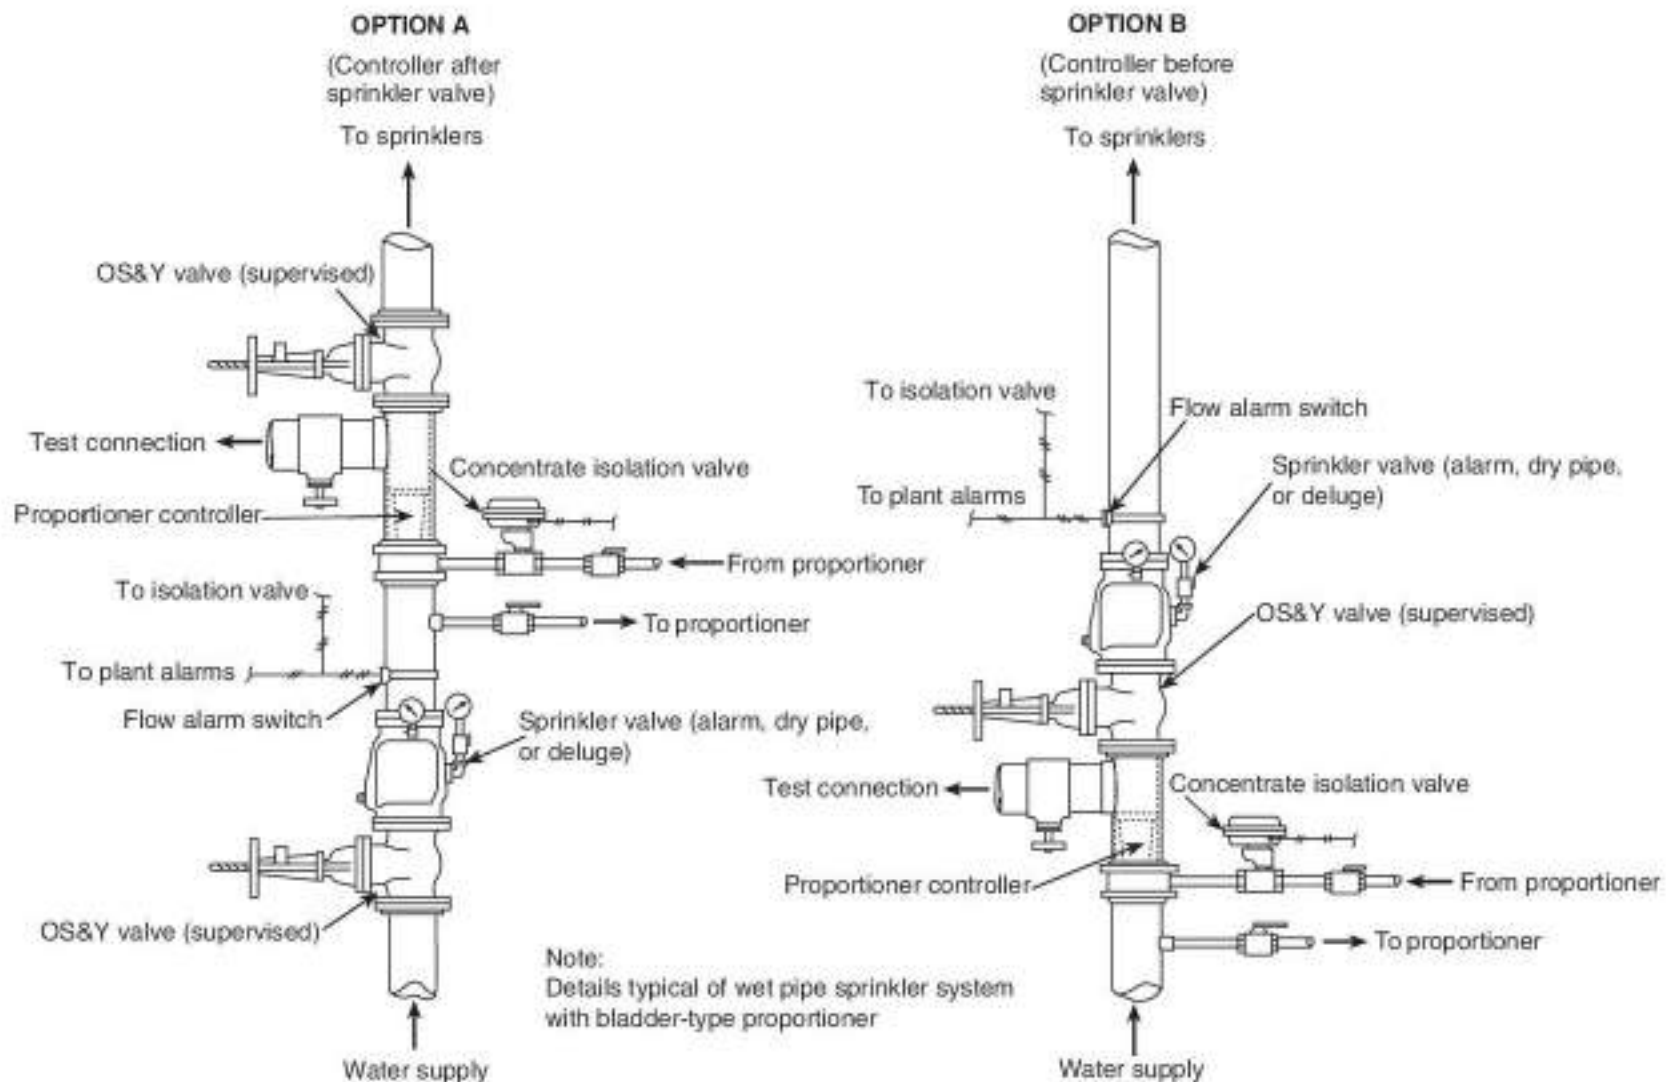 OPTION A
(Controller after
sprinkler valve)
To sprinklers
OS&Y valve (supervised)
Test connection
Concentrate isolation valve
Proportioner controller
From proportioner
To isolation valve
To proportioner
To plant alarms
Flow alarm switch
Sprinkler valve (alarm, dry pipe,
or deluge)
OS&Y valve (supervised)
Water supply
Note:
Details typical of wet pipe sprinkler system
with bladder-type proportioner
OPTION B
(Controller before
sprinkler valve)
To sprinklers
To isolation valve
Flow alarm switch
Sprinkler valve (alarm, dry pipe,
or deluge)
To plant alarms
OS&Y valve (supervised)
Test connection
Concentrate isolation valve
Proportioner controller
From proportioner
To proportioner
Water supply